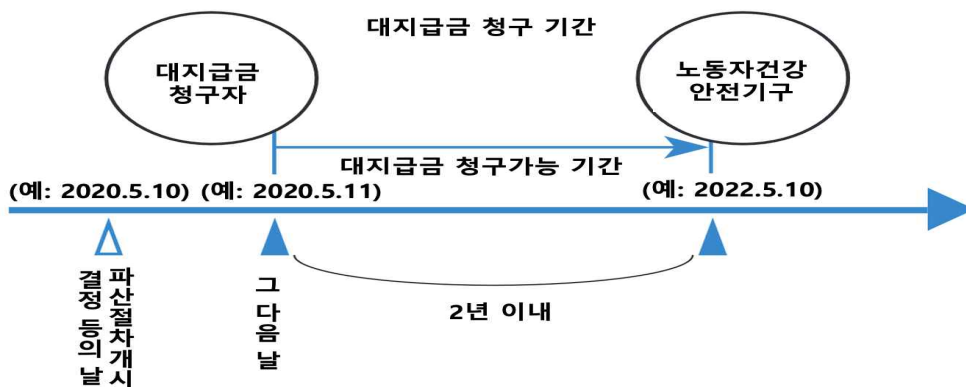 대지급금 청구 기간
대지급금
청구자
노동자건강
안전기구
대지급금 청구가능 기간
(예: 2020.5.10) (예: 2020.5.11)
(예: 2022.5.10)
파산절차개시
결정 등의 날
그 다음 날
2년 이내